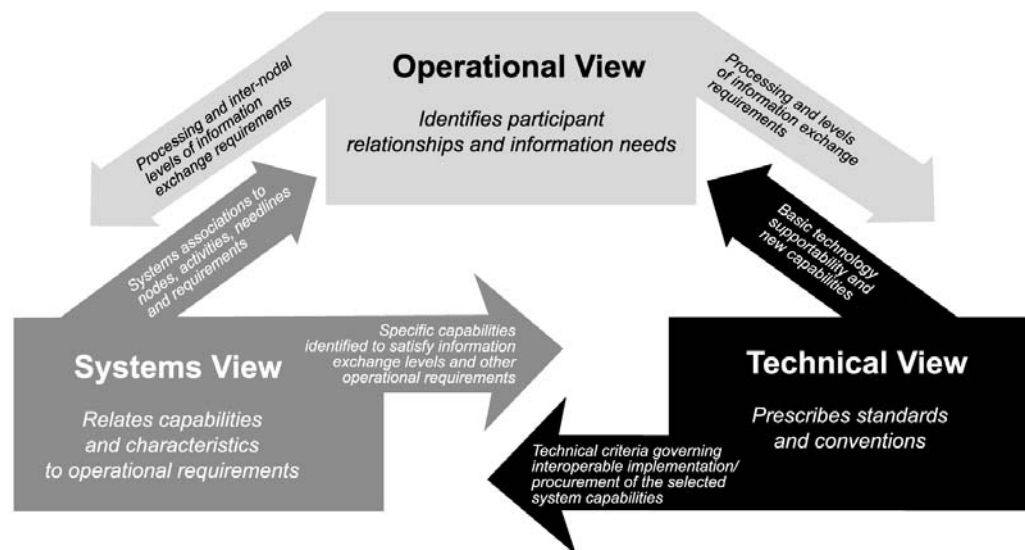 Operational View
Identifies participant
relationships and information needs
Processing and inter-nodal
levels of information
exchange requirements
Processing and levels
of information exchange
requirements
Systems associations to
nodes, activities, needlines
and requirements
Basic technology
supportability and
new capabilities
Systems View
Relates capabilities
and characteristics
to operational requirements
Specific capabilities
identified to satisfy information
exchange levels and other
operational requirements
Technical View
Prescribes standards
and conventions
Technical criteria governing
interoperable implementation/
procurement of the selected
system capabilities